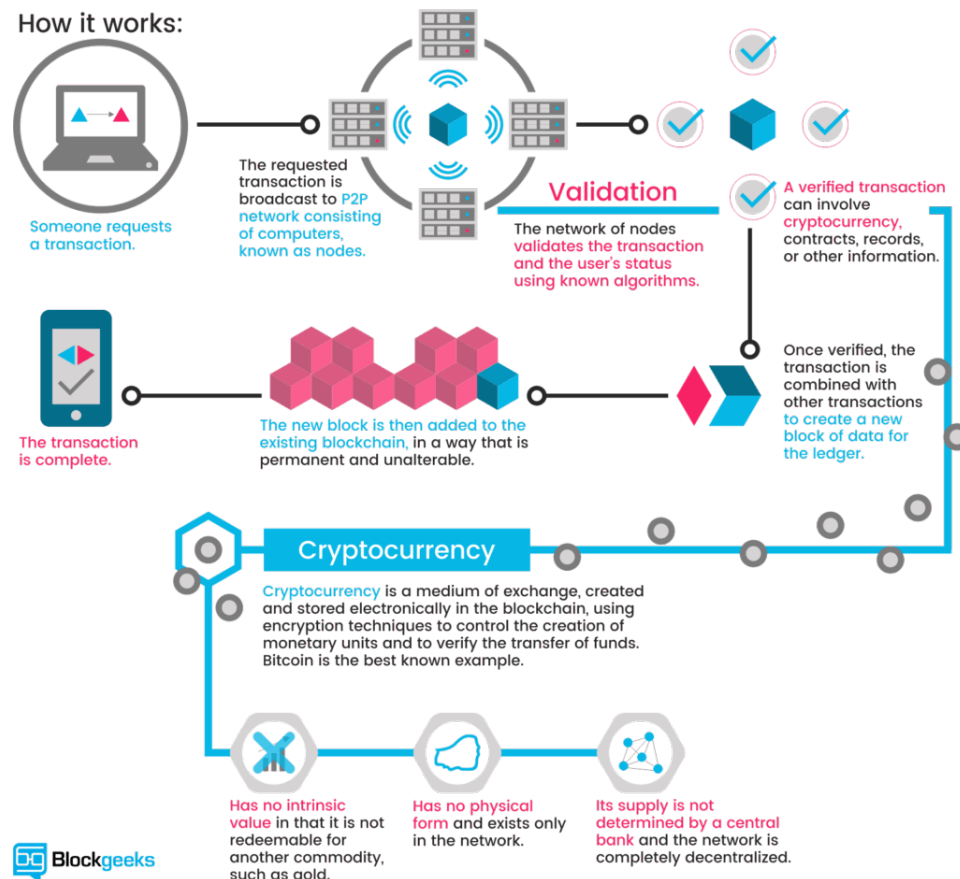 How it works:
Someone requests
a transaction.
The requested
transaction is
broadcast to P2P
network consisting
of computers,
known as nodes.
Validation
The network of nodes
validates the transaction
and the user's status
using known algorithms.
A verified transaction
can involve
cryptocurrency,
contracts, records,
or other information.
Once verified, the
transaction is
combined with
other transactions
to create a new
block of data for
the ledger.
The new block is then added to the
existing blockchain, in a way that is
permanent and unalterable.
The transaction
is complete.
Cryptocurrency
Cryptocurrency is a medium of exchange, created
and stored electronically in the blockchain, using
encryption techniques to control the creation of
monetary units and to verify the transfer of funds.
Bitcoin is the best known example.
Has no intrinsic
value in that it is not
redeemable for
another commodity,
such as gold.
Has no physical
form and exists only
in the network.
Its supply is not
determined by a central
bank and the network is
completely decentralized.
Blockgeeks